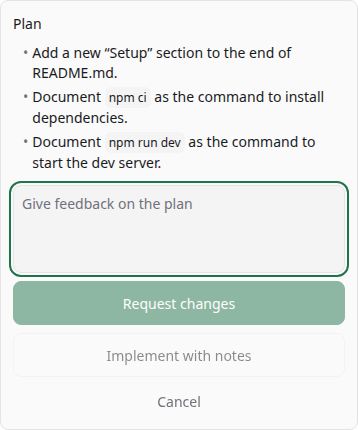 Plan
• Add a new “Setup” section to the end of
README.md.
• Document npm ci as the command to install
dependencies.
• Document npm run dev as the command to
start the dev server.
Give feedback on the plan
Request changes
Implement with notes
Cancel